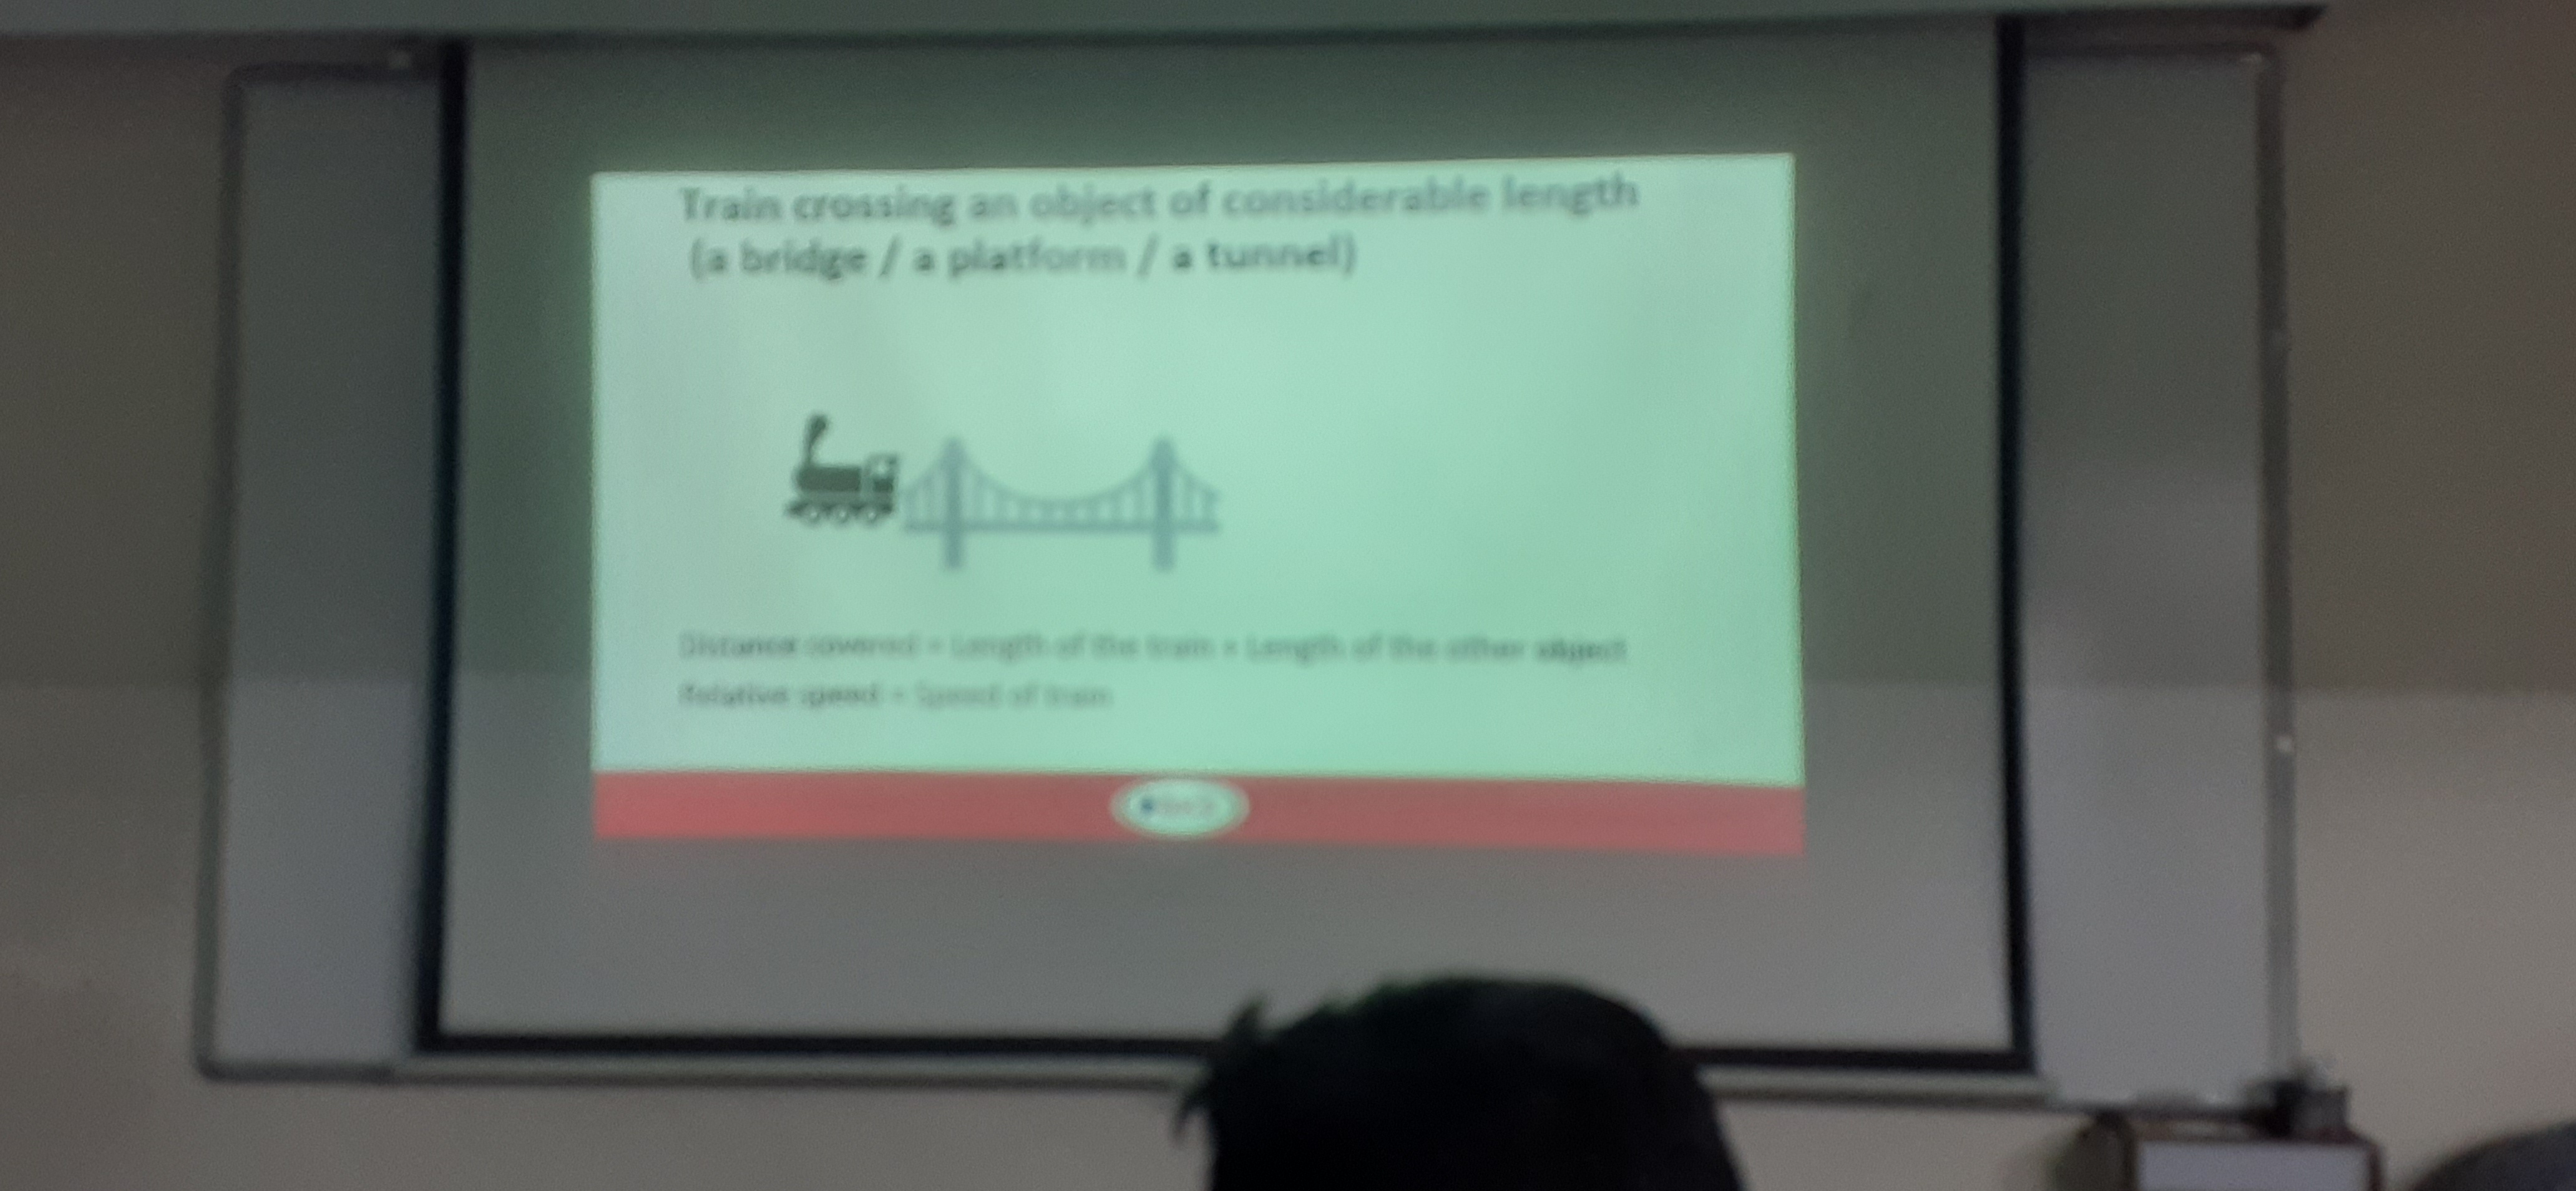 Train crossing an object of considerable length
(a bridge / a platform / a tunnel)
Distance covered = Length of the train + Length of the other object
Relative speed = Speed of train